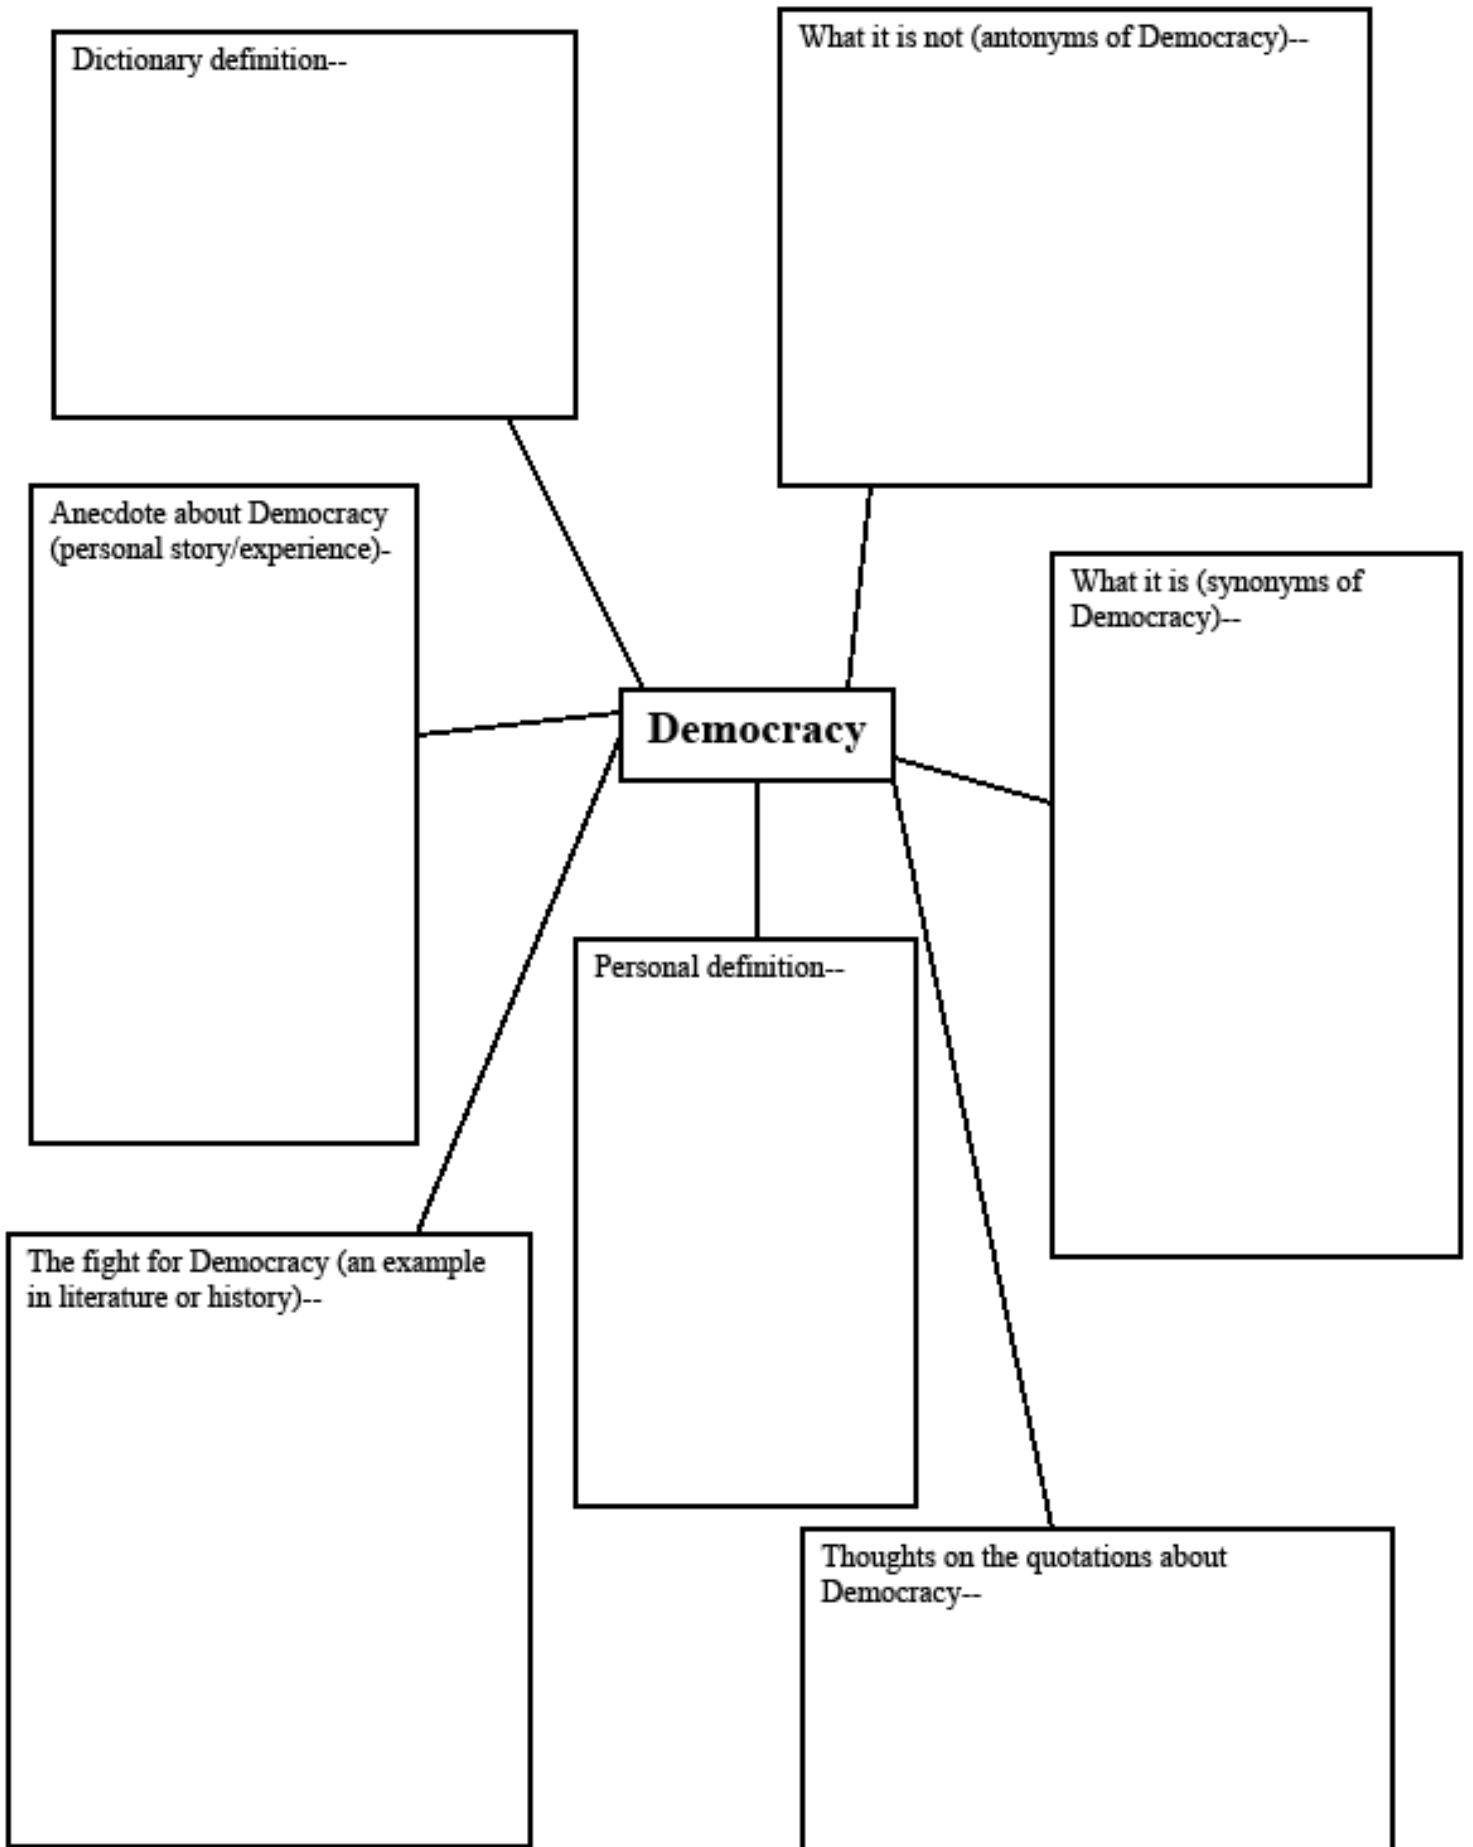 Dictionary definition--
What it is not (antonyms of Democracy)--
Anecdote about Democracy
(personal story/experience)-
What it is (synonyms of
Democracy)--
Democracy
Personal definition--
The fight for Democracy (an example
in literature or history)--
Thoughts on the quotations about
Democracy--